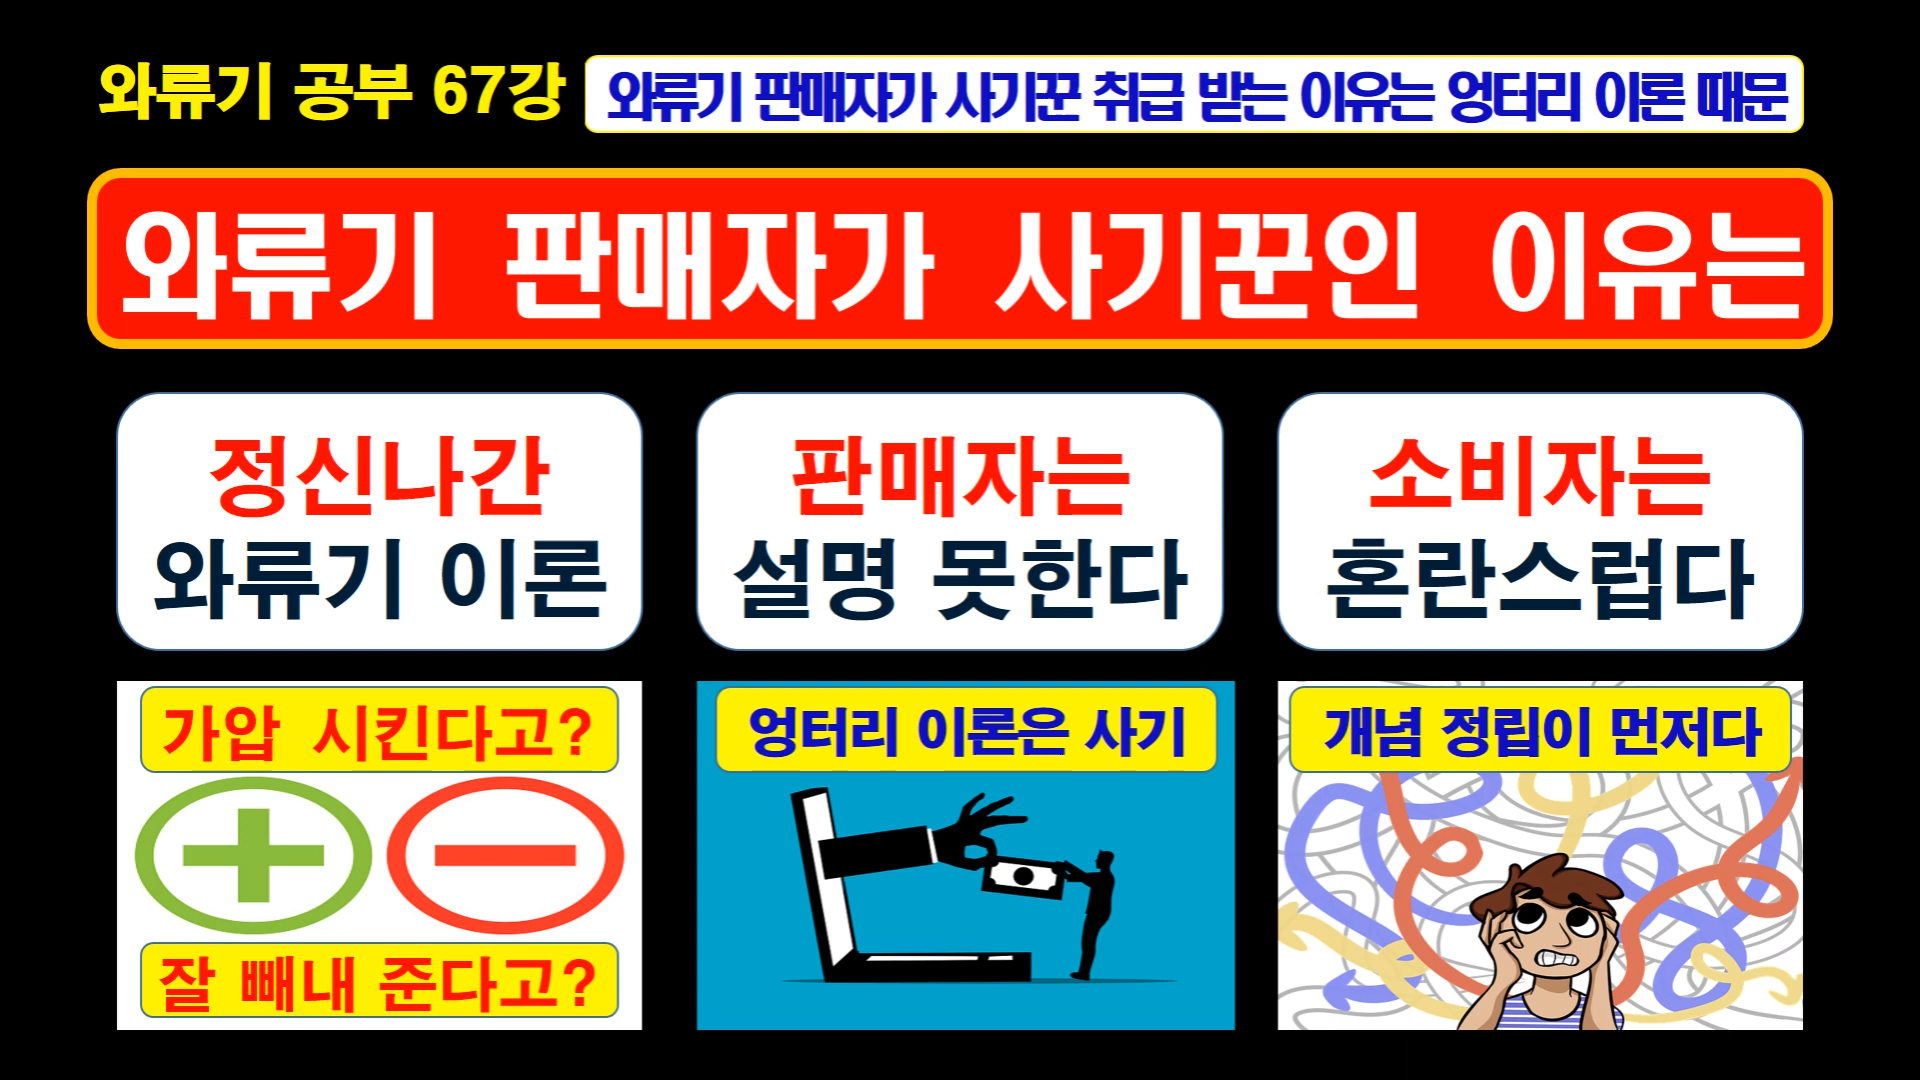 와류기 공부 67강
와류기 판매자가 사기꾼 취급 받는 이유는 엉터리 이론 때문
와류기 판매자가 사기꾼인 이유는
정신나간
와류기 이론
판매자는
설명 못한다
소비자는
혼란스럽다
가압 시킨다고?
잘 빼내 준다고?
엉터리 이론은 사기
개념 정립이 먼저다